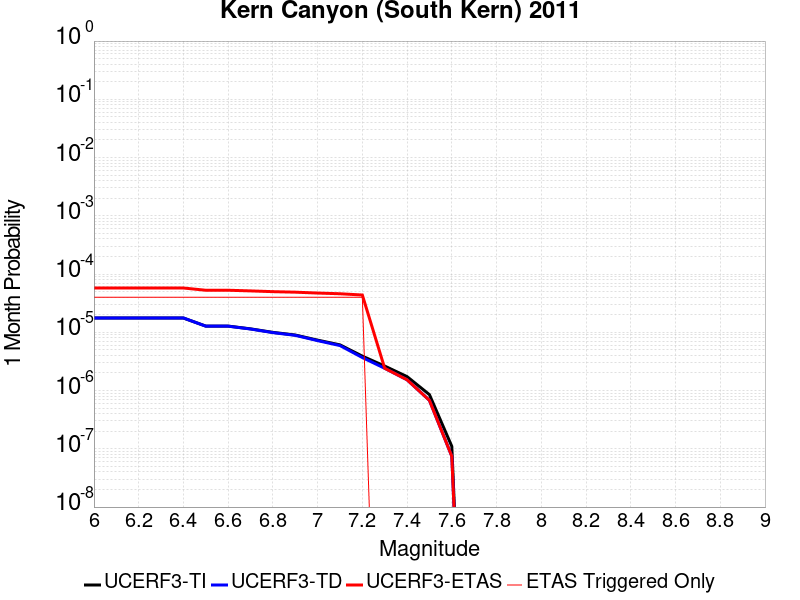 Kern Canyon (South Kern) 2011
1 Month Probability
10^0
10^-1
10^-2
10^-3
10^-4
10^-5
10^-6
10^-7
10^-8
6 6.2 6.4 6.6 6.8 7 7.2 7.4 7.6 7.8 8 8.2 8.4 8.6 8.8 9
Magnitude
UCERF3-TI UCERF3-TD UCERF3-ETAS ETAS Triggered Only